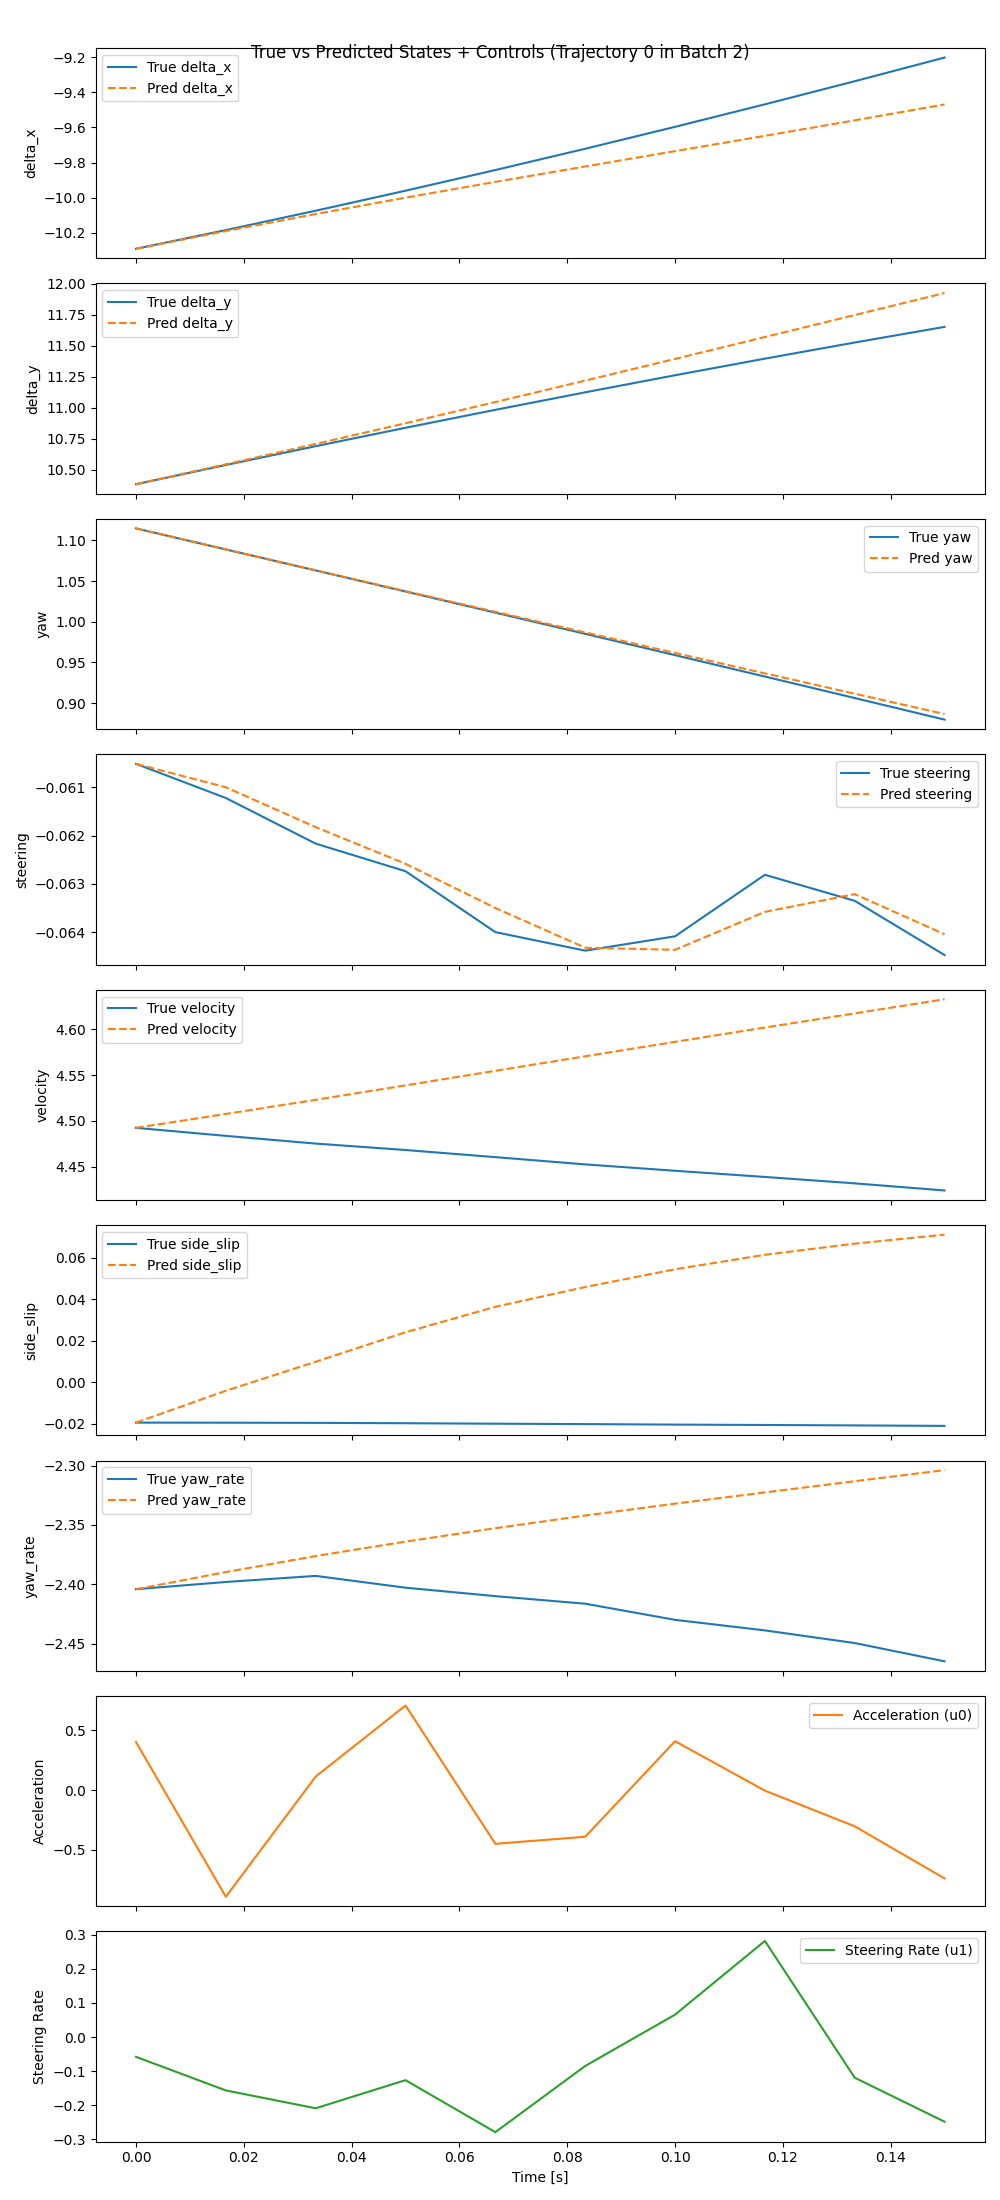 True vs Predicted States + Controls (Trajectory 0 in Batch 2)
True delta_x
Pred delta_x
delta_x
−9.2
−9.4
−9.6
−9.8
−10.0
−10.2
True delta_y
Pred delta_y
delta_y
12.00
11.75
11.50
11.25
11.00
10.75
10.50
True yaw
Pred yaw
yaw
1.10
1.05
1.00
0.95
0.90
True steering
Pred steering
steering
−0.061
−0.062
−0.063
−0.064
True velocity
Pred velocity
velocity
4.60
4.55
4.50
4.45
True side_slip
Pred side_slip
side_slip
0.06
0.04
0.02
0.00
−0.02
True yaw_rate
Pred yaw_rate
yaw_rate
−2.30
−2.35
−2.40
−2.45
Acceleration (u0)
Acceleration
0.5
0.0
−0.5
Steering Rate (u1)
Steering Rate
0.3
0.2
0.1
0.0
−0.1
−0.2
−0.3
0.00 0.02 0.04 0.06 0.08 0.10 0.12 0.14
Time [s]